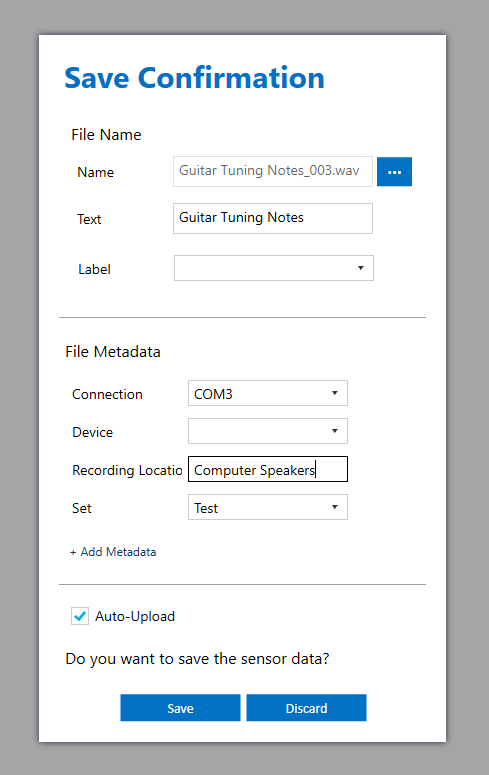 Save Confirmation
File Name
Name Guitar Tuning Notes_003.wav ...
Text Guitar Tuning Notes
Label
File Metadata
Connection COM3
Device
Recording Locatio Computer Speakers
Set Test
+ Add Metadata
Auto-Upload
Do you want to save the sensor data?
Save Discard